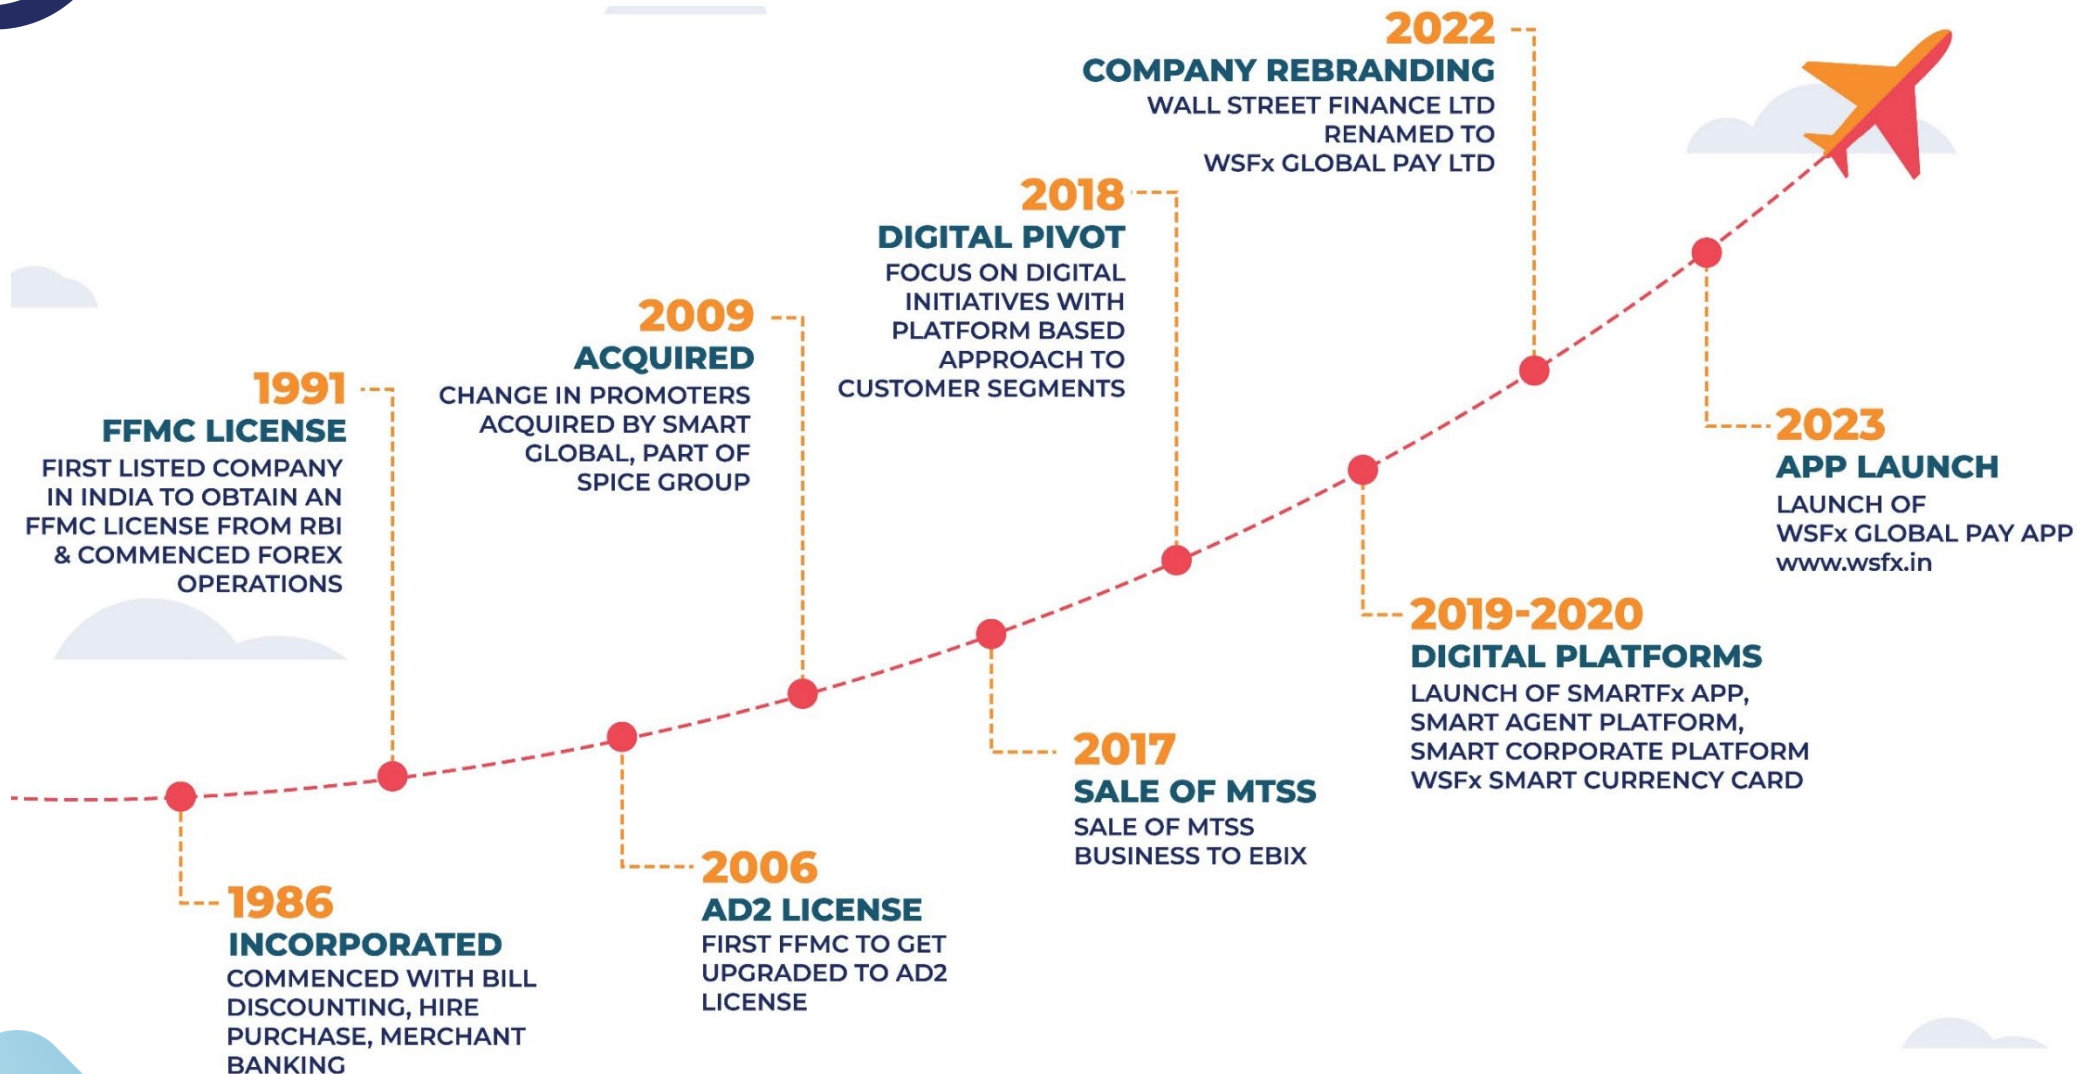 1986
INCORPORATED
COMMENCED WITH BILL
DISCOUNTING, HIRE
PURCHASE, MERCHANT
BANKING
1991
FFMC LICENSE
FIRST LISTED COMPANY
IN INDIA TO OBTAIN AN
FFMC LICENSE FROM RBI
& COMMENCED FOREX
OPERATIONS
2006
AD2 LICENSE
FIRST FFMC TO GET
UPGRADED TO AD2
LICENSE
2009
ACQUIRED
CHANGE IN PROMOTERS
ACQUIRED BY SMART
GLOBAL, PART OF
SPICE GROUP
2017
SALE OF MTSS
SALE OF MTSS
BUSINESS TO EBIX
2018
DIGITAL PIVOT
FOCUS ON DIGITAL
INITIATIVES WITH
PLATFORM BASED
APPROACH TO
CUSTOMER SEGMENTS
2019-2020
DIGITAL PLATFORMS
LAUNCH OF SMARTFx APP,
SMART AGENT PLATFORM,
SMART CORPORATE PLATFORM
WSFx SMART CURRENCY CARD
2022
COMPANY REBRANDING
WALL STREET FINANCE LTD
RENAMED TO
WSFx GLOBAL PAY LTD
2023
APP LAUNCH
LAUNCH OF
WSFx GLOBAL PAY APP
www.wsfx.in